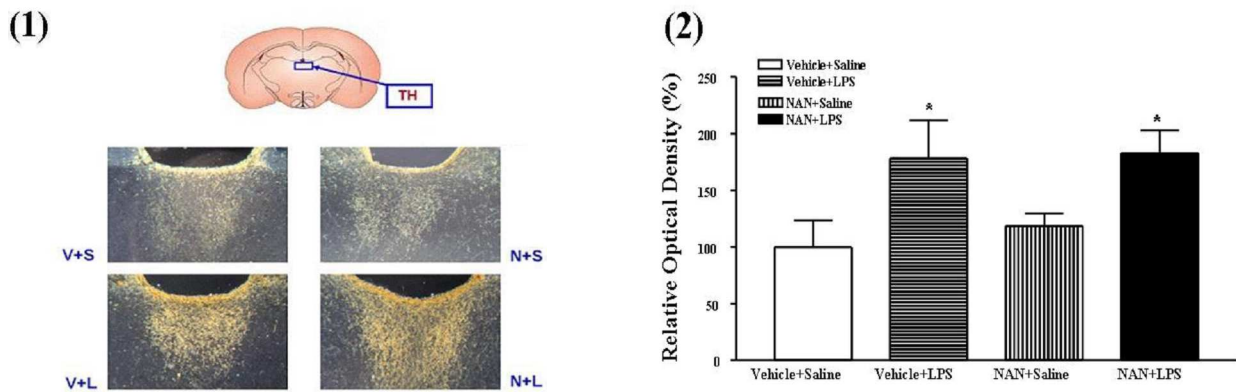 (1)
TH
V+S
N+S
V+L
N+L
(2)
Vehicle+Saline
Vehicle+LPS
NAN+Saline
NAN+LPS
Relative Optical Density (%)
250
200
150
100
50
0
*
*
Vehicle+Saline Vehicle+LPS NAN+Saline NAN+LPS